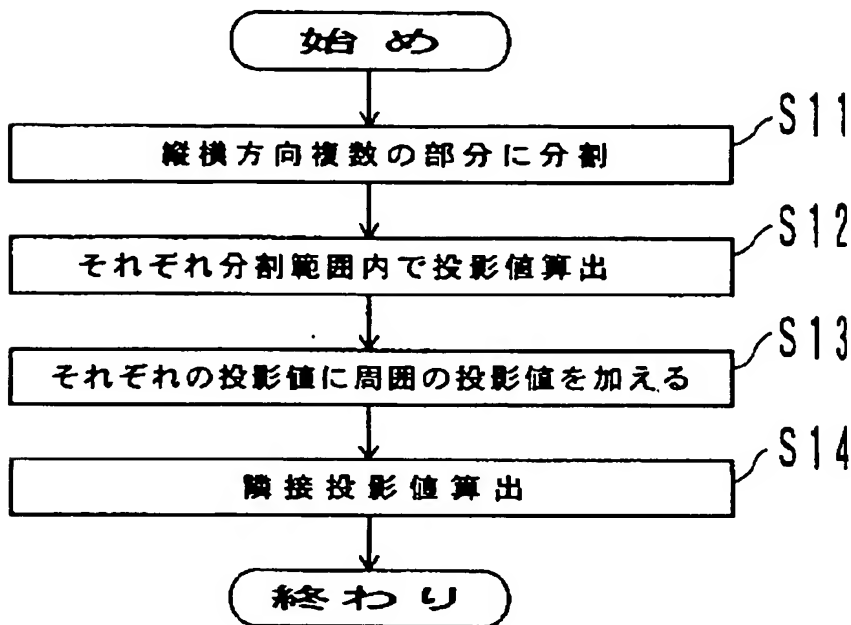 始め
S11
縦横方向複数の部分に分割
S12
それぞれ分割範囲内で投影値算出
S13
それぞれの投影値に周囲の投影値を加える
S14
隣接投影値算出
終わり